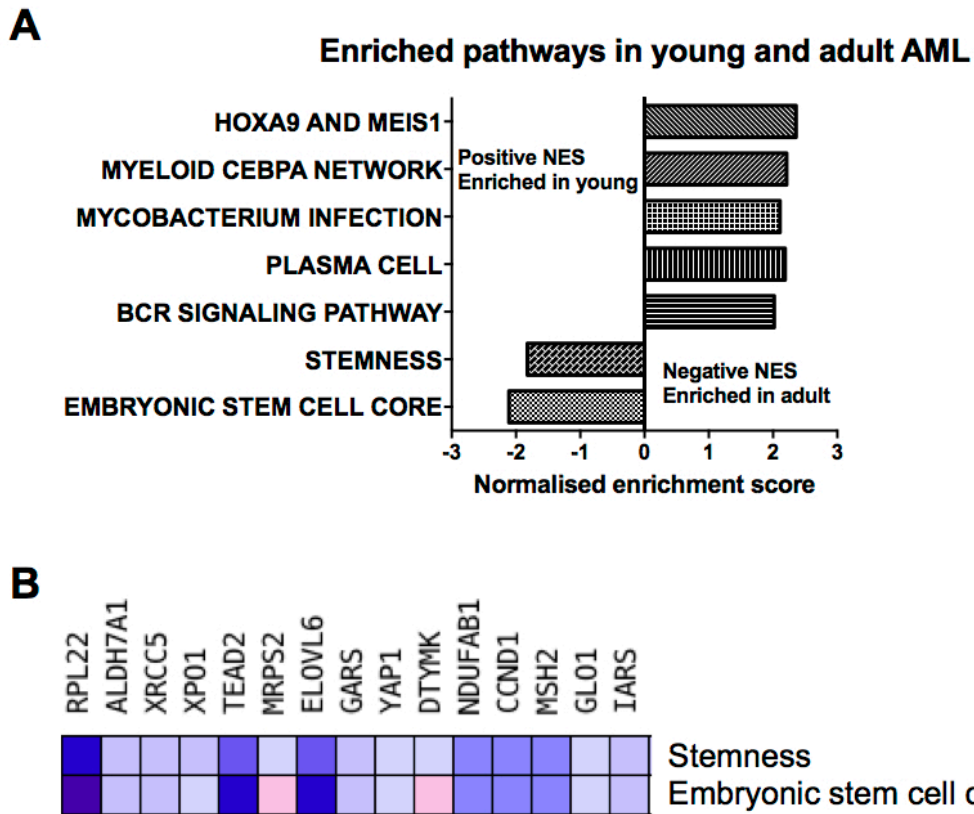 A
Enriched pathways in young and adult AML
HOXA9 AND MEIS1
MYELOID CEBPA NETWORK
MYCOBACTERIUM INFECTION
PLASMA CELL
BCR SIGNALING PATHWAY
STEMNESS
EMBRYONIC STEM CELL CORE
Positive NES
Enriched in young
Negative NES
Enriched in adult
-3 -2 -1 0 1 2 3
Normalised enrichment score
B
RPL22 ALDH7A1 XRCC5 XPO1 TEAD2 MRPS2 ELOVL6 GARS YAP1 DTYMK NDUFAB1 CCND1 MSH2 GLO1 IARS
Stemness
Embryonic stem cell